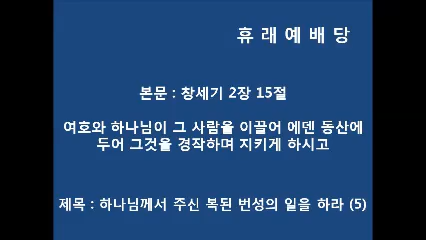 휴 래 예 배 당
본문 : 창세기 2장 15절
여호와 하나님이 그 사람을 이끌어 에덴 동산에
두어 그것을 경작하며 지키게 하시고
제목 : 하나님께서 주신 복된 번성의 일을 하라 (5)